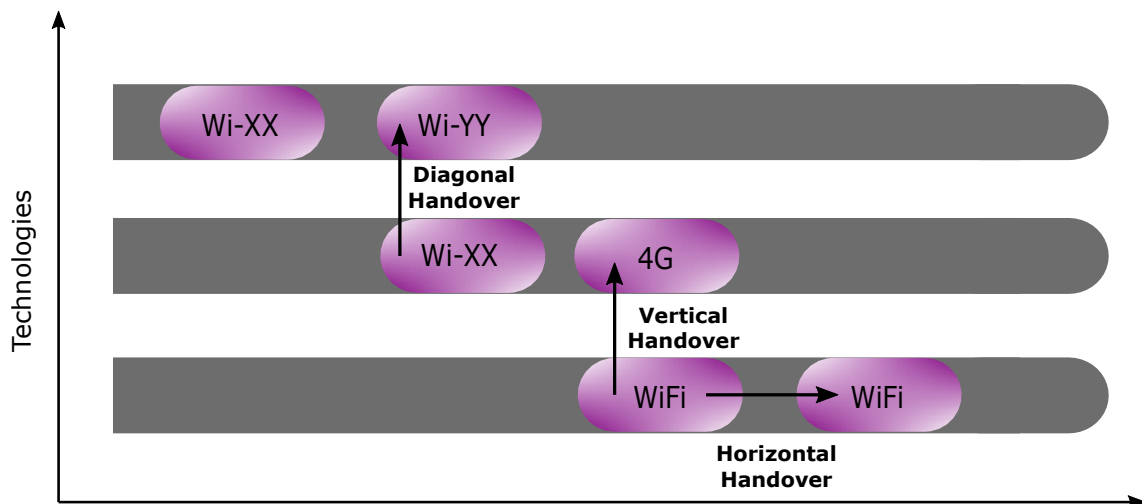 Wi-XX
Wi-YY
Diagonal
Handover
Wi-XX
4G
Technologies
Vertical
Handover
WiFi
WiFi
Horizontal
Handover